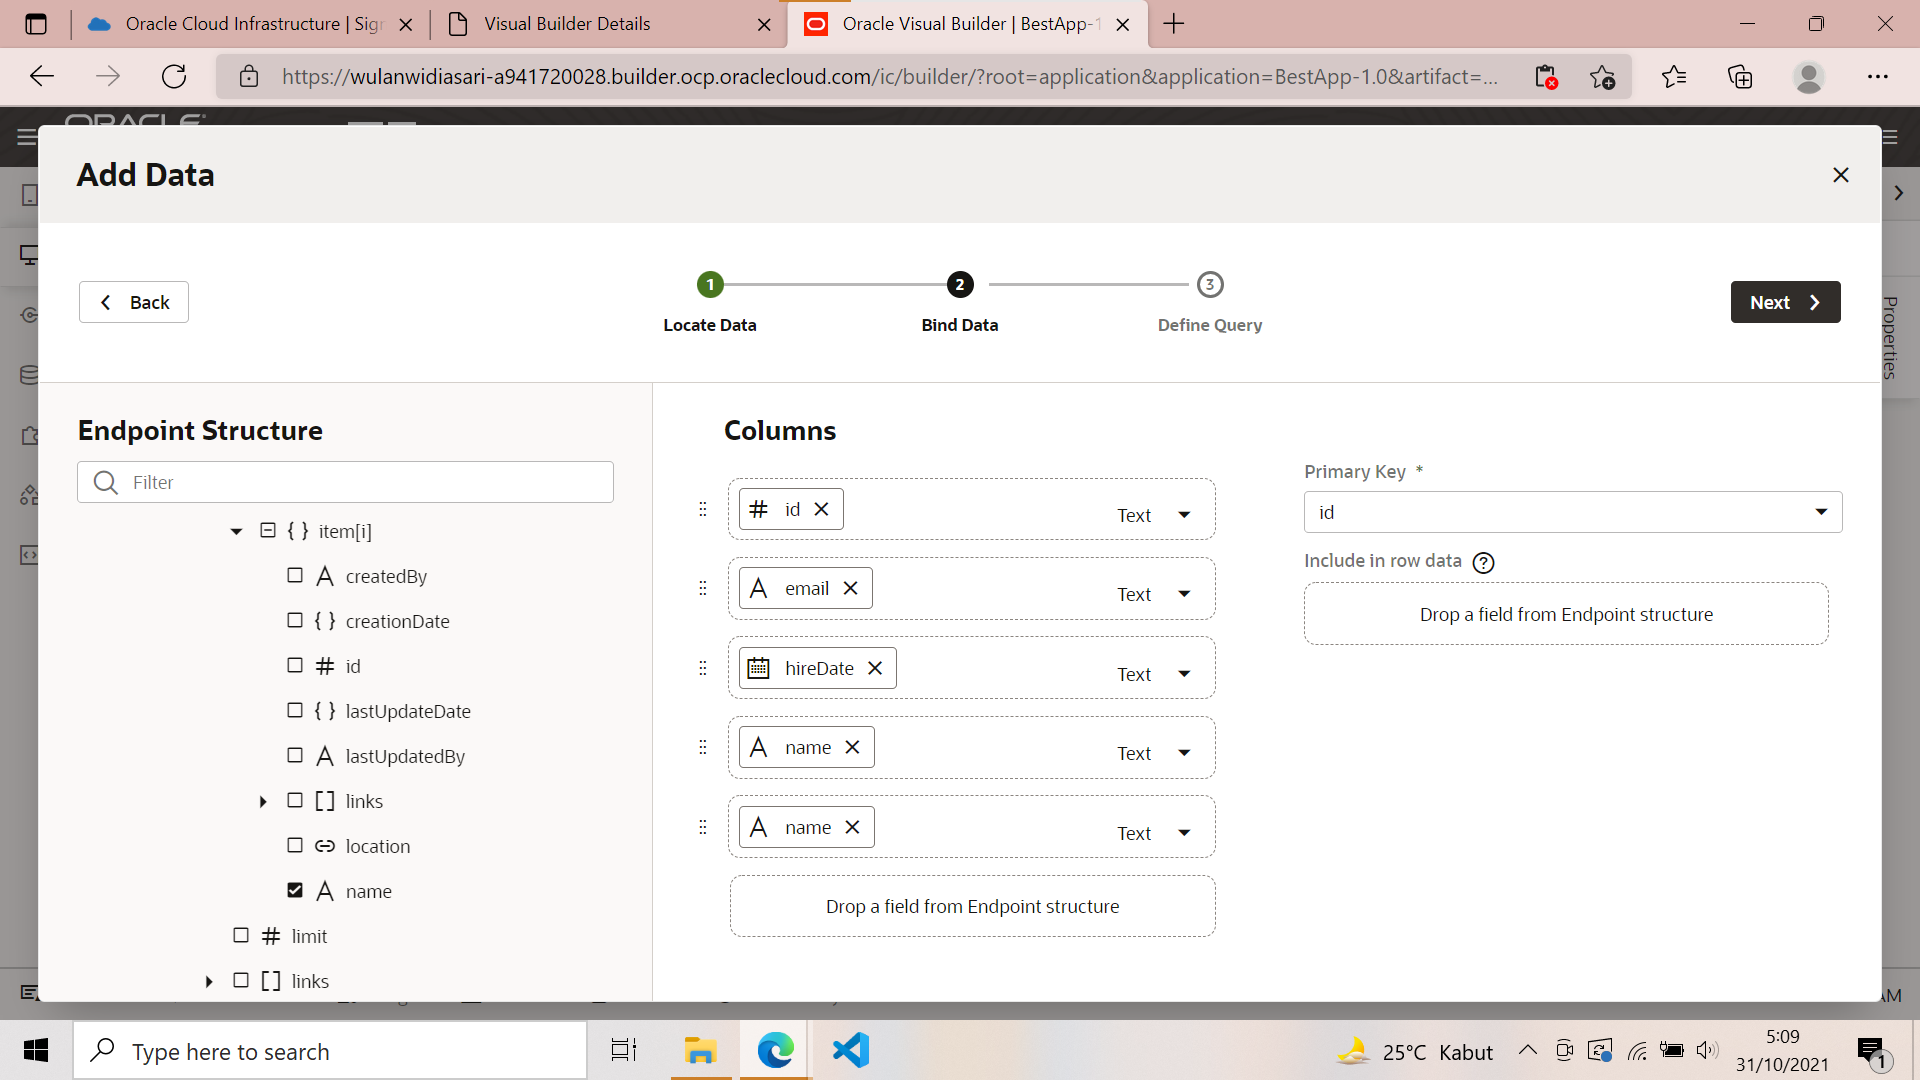 Oracle Cloud Infrastructure | Sign
Visual Builder Details
Oracle Visual Builder | BestApp-1
https://wulanwidiasari-a941720028.builder.ocp.oraclecloud.com/ic/builder/?root=application&application=BestApp-1.0&artifact=...
ORACLE
Add Data
Back
1
2
3
Locate Data
Bind Data
Define Query
Next
Properties
Endpoint Structure
Filter
{ } item[i]
A createdBy
{ } creationDate
# id
{ } lastUpdateDate
A lastUpdatedBy
[ ] links
location
A name
# limit
[ ] links
Columns
# id Text
A email Text
hireDate Text
A name Text
A name Text
Drop a field from Endpoint structure
Primary Key *
id
Include in row data ?
Drop a field from Endpoint structure
AM
Type here to search
25°C Kabut
5:09
31/10/2021
1